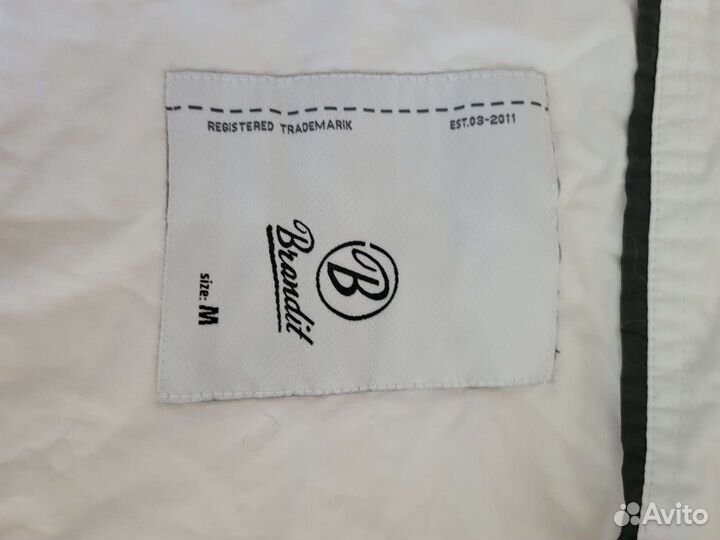 REGISTERED TRADEMARIK
EST.03-2011
B
Brandit
size: M
Avito